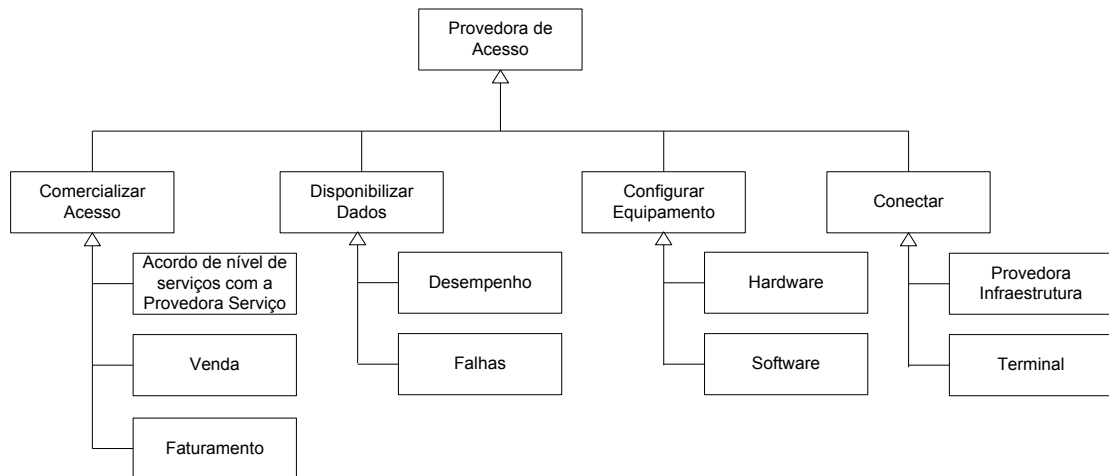 Provedora de
Acesso
Comercializar
Acesso
Disponibilizar
Dados
Configurar
Equipamento
Conectar
Acordo de nível de
serviços com a
Provedora Serviço
Desempenho
Hardware
Provedora
Infraestrutura
Venda
Falhas
Software
Terminal
Faturamento